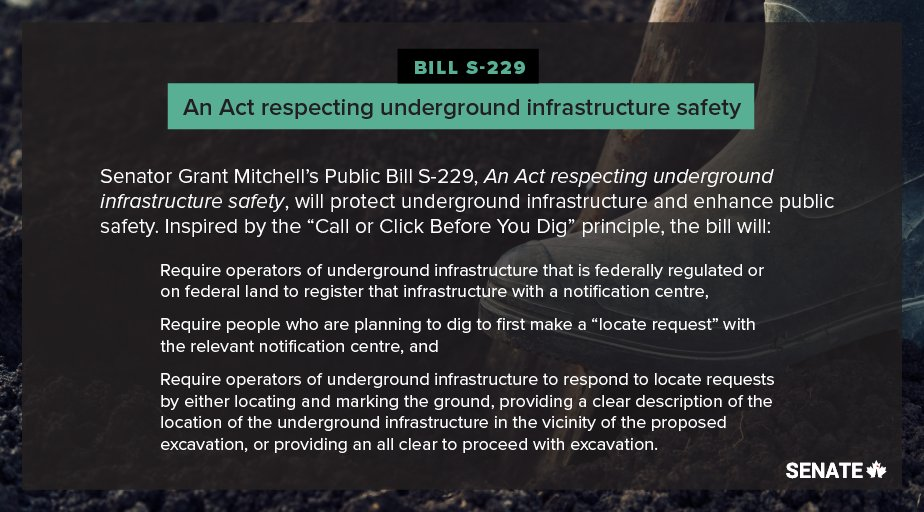 BILL S-229
An Act respecting underground infrastructure safety
Senator Grant Mitchell’s Public Bill S-229, An Act respecting underground
infrastructure safety, will protect underground infrastructure and enhance public
safety. Inspired by the “Call or Click Before You Dig” principle, the bill will:
Require operators of underground infrastructure that is federally regulated or
on federal land to register that infrastructure with a notification centre,
Require people who are planning to dig to first make a “locate request” with
the relevant notification centre, and
Require operators of underground infrastructure to respond to locate requests
by either locating and marking the ground, providing a clear description of the
location of the underground infrastructure in the vicinity of the proposed
excavation, or providing an all clear to proceed with excavation.
SENATE